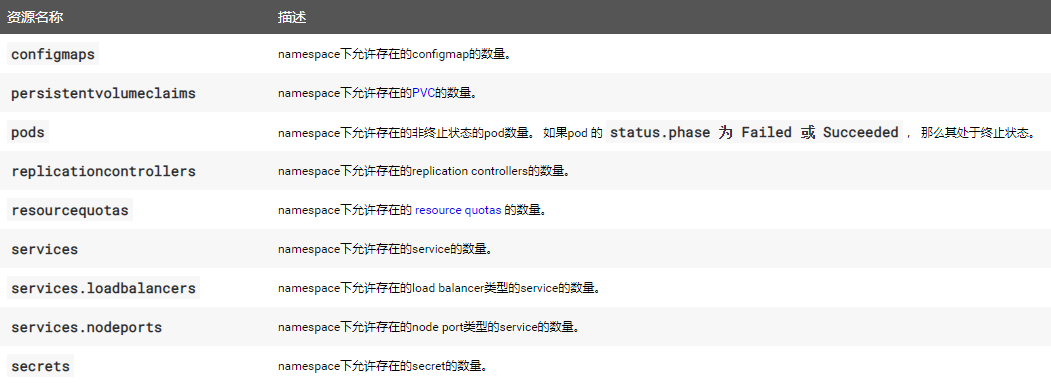 资源名称 描述
configmaps namespace下允许存在的configmap的数量。
persistentvolumeclaims namespace下允许存在的PVC的数量。
pods namespace下允许存在的非终止状态的pod数量。 如果pod 的 status.phase 为 Failed 或 Succeeded ， 那么其处于终止状态。
replicationcontrollers namespace下允许存在的replication controllers的数量。
resourcequotas namespace下允许存在的 resource quotas 的数量。
services namespace下允许存在的service的数量。
services.loadbalancers namespace下允许存在的load balancer类型的service的数量。
services.nodeports namespace下允许存在的node port类型的service的数量。
secrets namespace下允许存在的secret的数量。